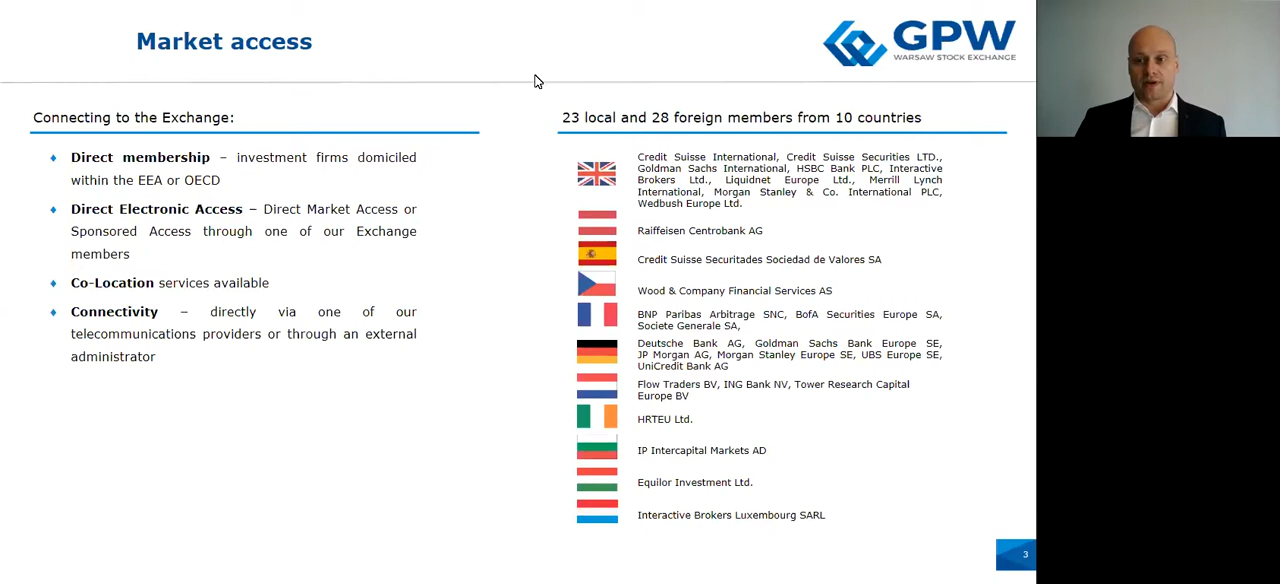 Market access
GPW
WARSAW STOCK EXCHANGE
Connecting to the Exchange:
Direct membership – investment firms domiciled
within the EEA or OECD
Direct Electronic Access – Direct Market Access or
Sponsored Access through one of our Exchange
members
Co-Location services available
Connectivity – directly via one of our
telecommunications providers or through an external
administrator
23 local and 28 foreign members from 10 countries
Credit Suisse International, Credit Suisse Securities LTD.,
Goldman Sachs International, HSBC Bank PLC, Interactive
Brokers Ltd., Liquidnet Europe Ltd., Merrill Lynch
International, Morgan Stanley & Co. International PLC,
Wedbush Europe Ltd.
Raiffeisen Centrobank AG
Credit Suisse Securitades Sociedad de Valores SA
Wood & Company Financial Services AS
BNP Paribas Arbitrage SNC, BofA Securities Europe SA,
Societe Generale SA,
Deutsche Bank AG, Goldman Sachs Bank Europe SE,
JP Morgan AG, Morgan Stanley Europe SE, UBS Europe SE,
UniCredit Bank AG
Flow Traders BV, ING Bank NV, Tower Research Capital
Europe BV
HRTEU Ltd.
IP Intercapital Markets AD
Equilor Investment Ltd.
Interactive Brokers Luxembourg SARL
3